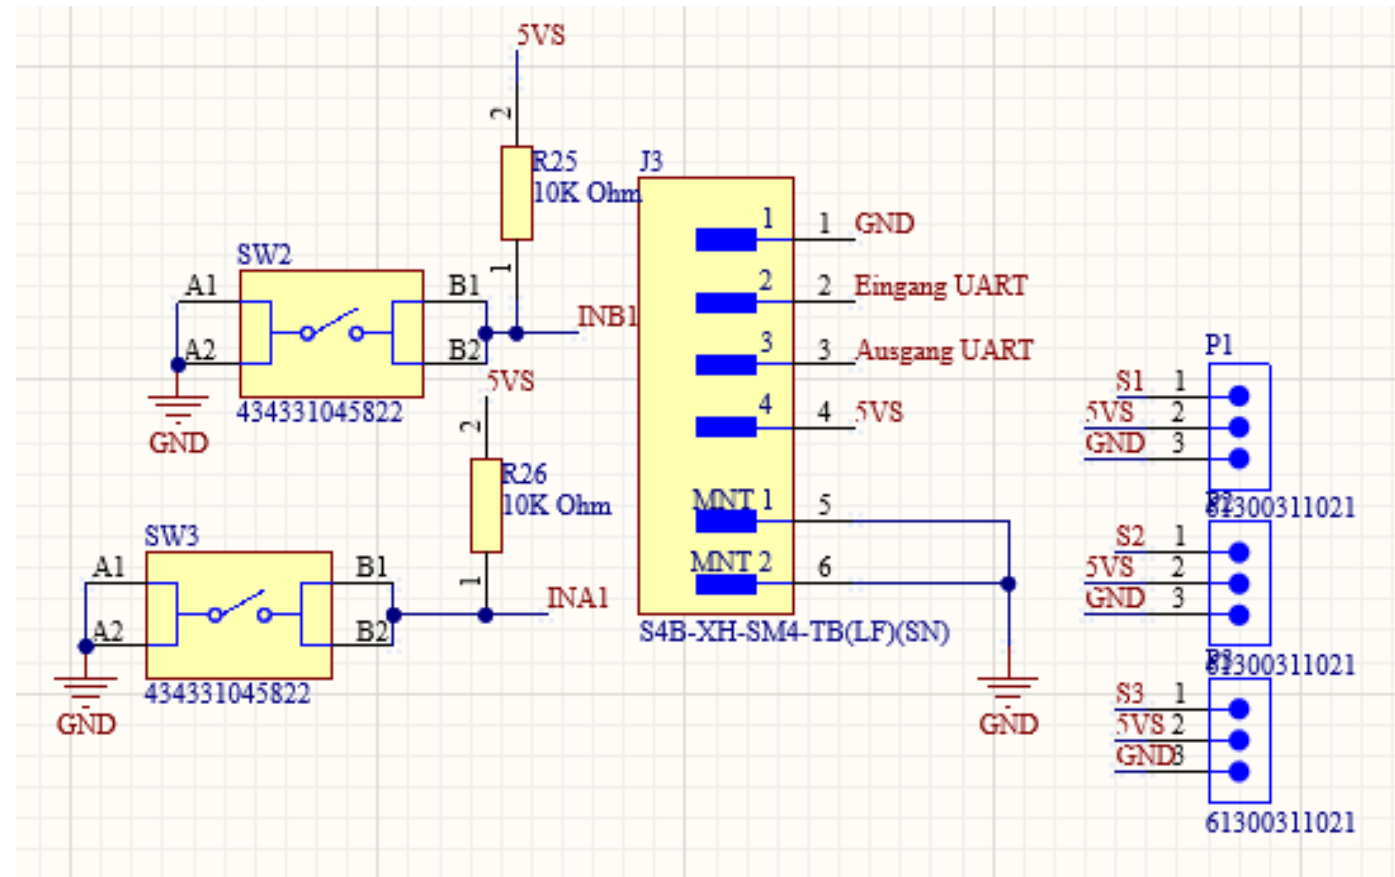 5VS
2
R25
10K Ohm
1
SW2
A1
B1
A2
B2
INB1
434331045822
GND
5VS
2
R26
10K Ohm
1
SW3
A1
B1
A2
B2
INA1
434331045822
GND
J3
1 1 GND
2 2 Eingang UART
3 3 Ausgang UART
4 4 5VS
MNT 1 5
MNT 2 6
S4B-XH-SM4-TB(LF)(SN)
GND
P1
S1 1
5VS 2
GND 3
61300311021
P2
S2 1
5VS 2
GND 3
61300311021
P3
S3 1
5VS 2
GND 3
61300311021